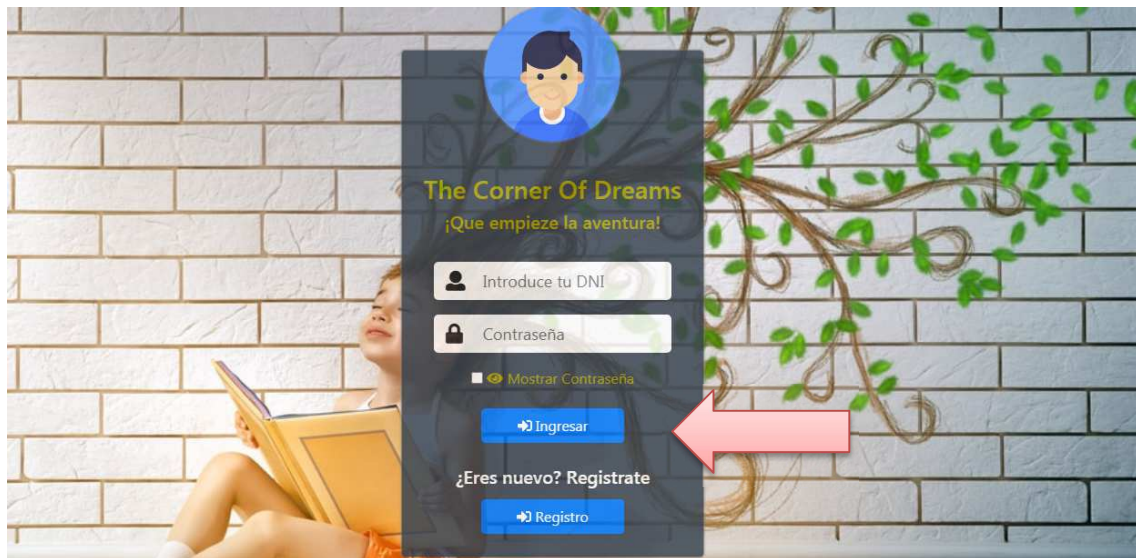 The Corner Of Dreams
¡Que empieze la aventura!
Introduce tu DNI
Contraseña
Mostrar Contraseña
Ingresar
¿Eres nuevo? Registrate
Registro